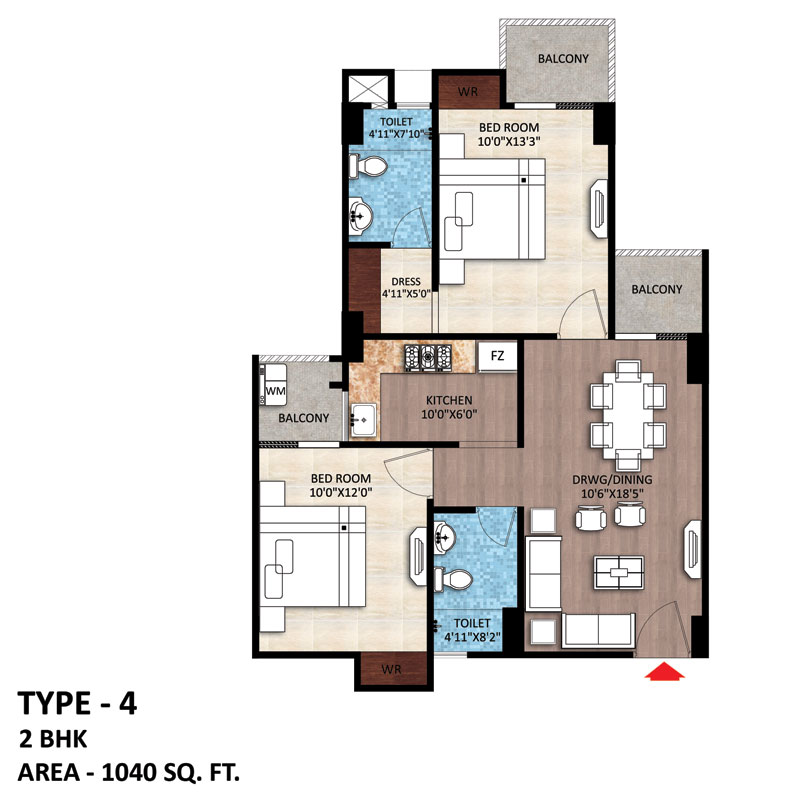 BALCONY
WR
TOILET
4'11"X7'10"
BED ROOM
10'0"X13'3"
DRESS
4'11"X5'0"
BALCONY
FZ
WM
BALCONY
KITCHEN
10'0"X6'0"
BED ROOM
10'0"X12'0"
DRWG/DINING
10'6"X18'5"
TOILET
4'11"X8'2"
WR
TYPE - 4
2 BHK
AREA - 1040 SQ. FT.